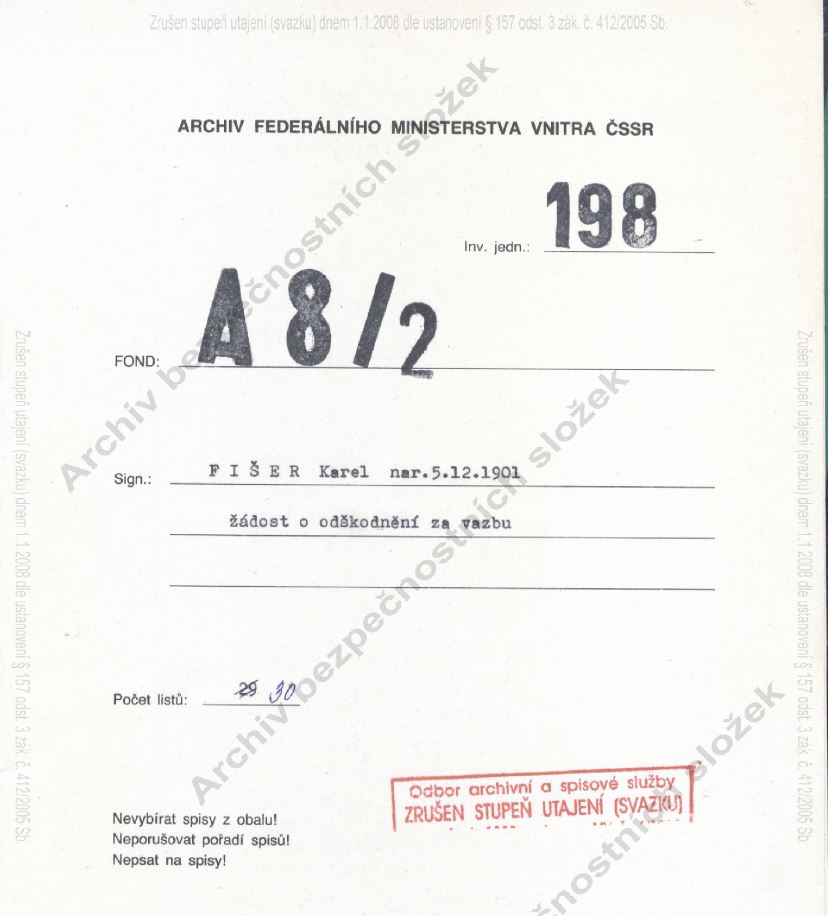 Zrušen stupeň utajení (svazku) dnem 1.1.2008 dle ustanovení § 157 odst. 3 zák. č. 412/2005 Sb.
ARCHIV FEDERÁLNÍHO MINISTERSTVA VNITRA ČSSR
Inv. jedn.: 198
FOND: A 8/2
Sign.: F I Š E R Karel nar.5.12.1901
žádost o odškodnění za vazbu
Počet listů: 29 30
Odbor archivní a spisové služby
ZRUŠEN STUPEŇ UTAJENÍ (SVAZKU)
Nevybírat spisy z obalu!
Neporušovat pořadí spisů!
Nepsat na spisy!
Archiv bezpečnostních složek
Archiv bezpečnostních složek
ečnostních složek
Zrušen stupeň utajení (svazku) dnem 1.1.2008 dle ustanovení § 157 odst. 3 zák. č. 412/2005 Sb.
Zrušen stupeň utajení (svazku) dnem 1.1.2008 dle ustanovení § 157 odst. 3 zák. č. 412/2005 Sb.